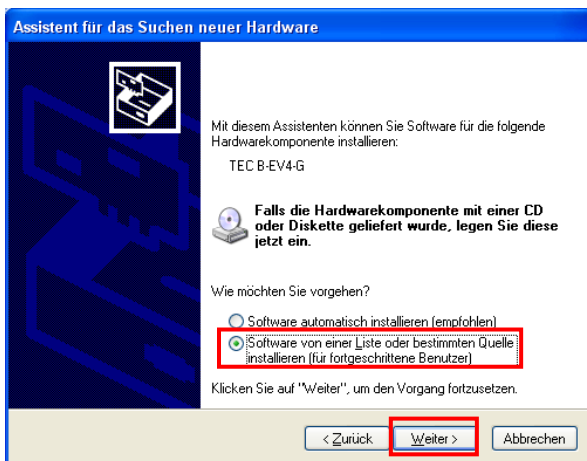 Assistent für das Suchen neuer Hardware
Mit diesem Assistenten können Sie Software für die folgende
Hardwarekomponente installieren:
TEC B-EV4-G
Falls die Hardwarekomponente mit einer CD
oder Diskette geliefert wurde, legen Sie diese
jetzt ein.
Wie möchten Sie vorgehen?
Software automatisch installieren (empfohlen)
Software von einer Liste oder bestimmten Quelle
installieren (für fortgeschrittene Benutzer)
Klicken Sie auf "Weiter", um den Vorgang fortzusetzen.
< Zurück Weiter > Abbrechen